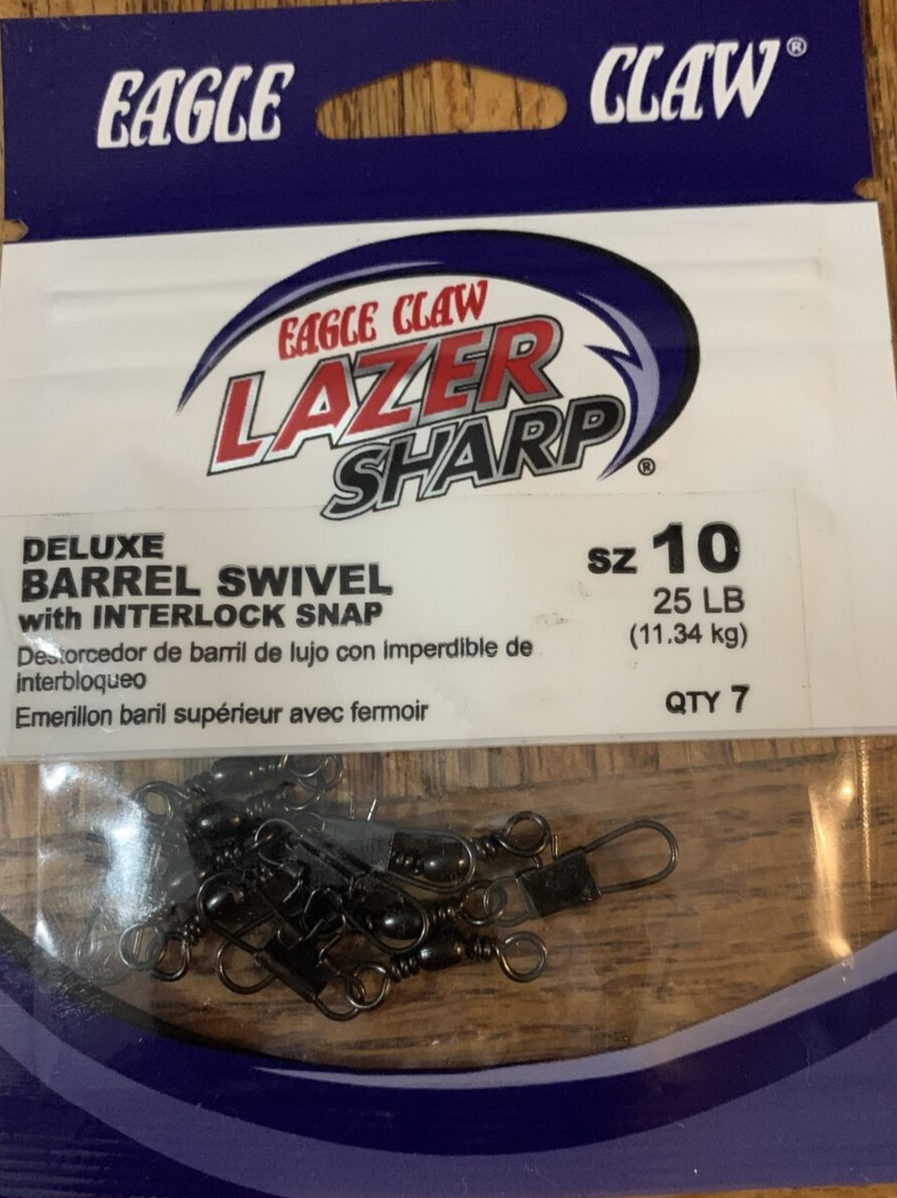 EAGLE CLAW®
EAGLE CLAW
LAZER
SHARP®
DELUXE
BARREL SWIVEL
with INTERLOCK SNAP
Destorcedor de barril de lujo con imperdible de
interbloqueo
Emerillon baril supérieur avec fermoir
sz 10
25 LB
(11.34 kg)
QTY 7